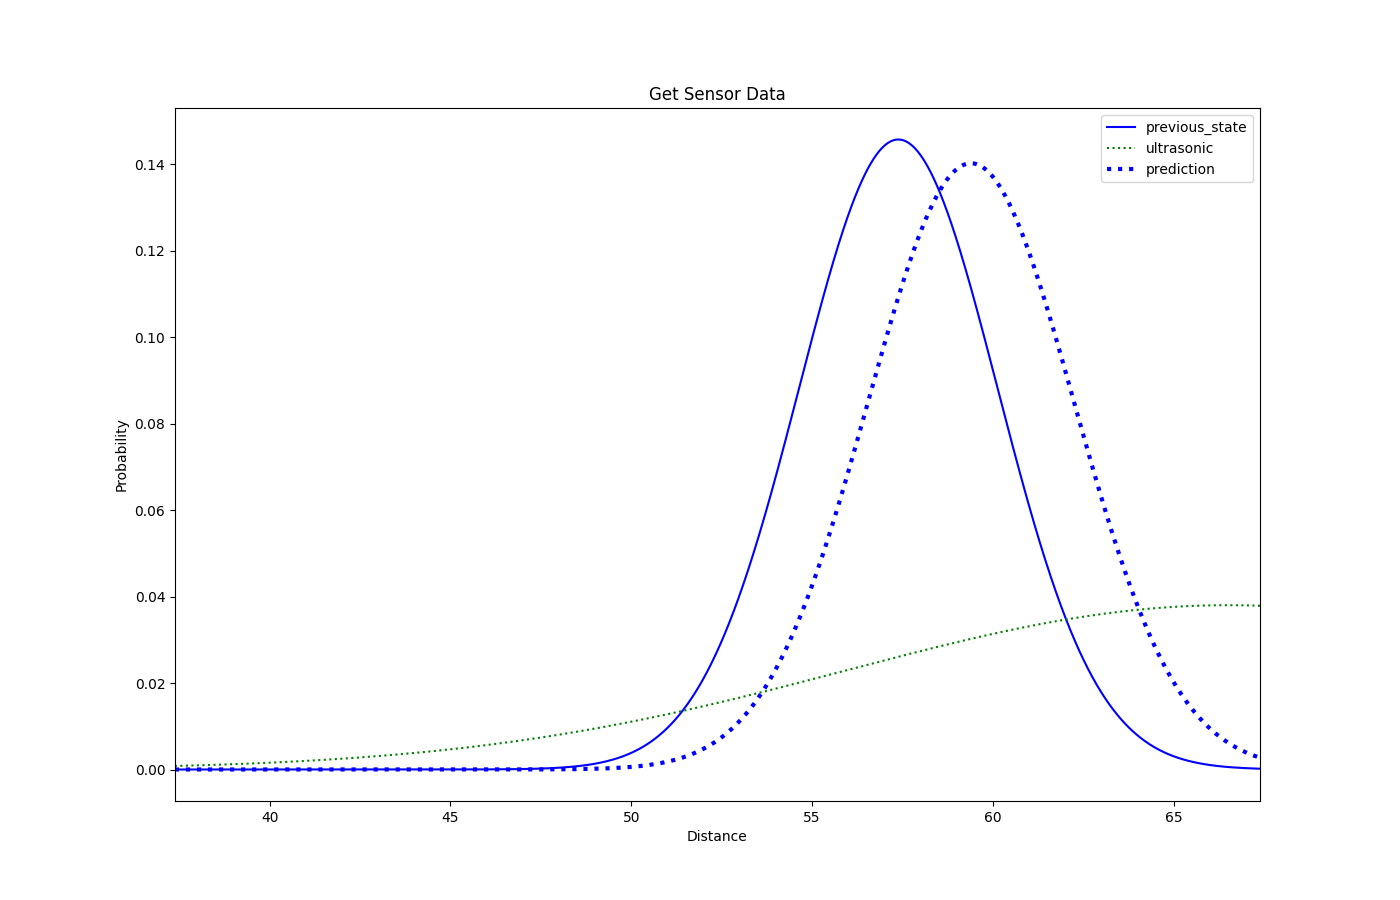 Get Sensor Data
previous_state
ultrasonic
prediction
0.14
0.12
0.10
0.08
0.06
0.04
0.02
0.00
Probability
40 45 50 55 60 65
Distance